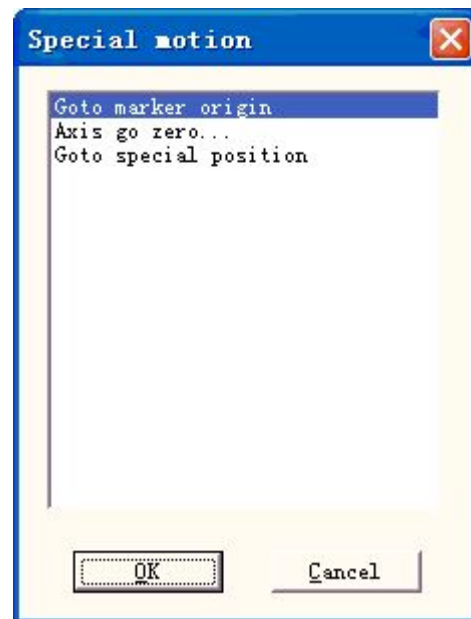 Special motion
Goto marker origin
Axis go zero...
Goto special position
OK
Cancel